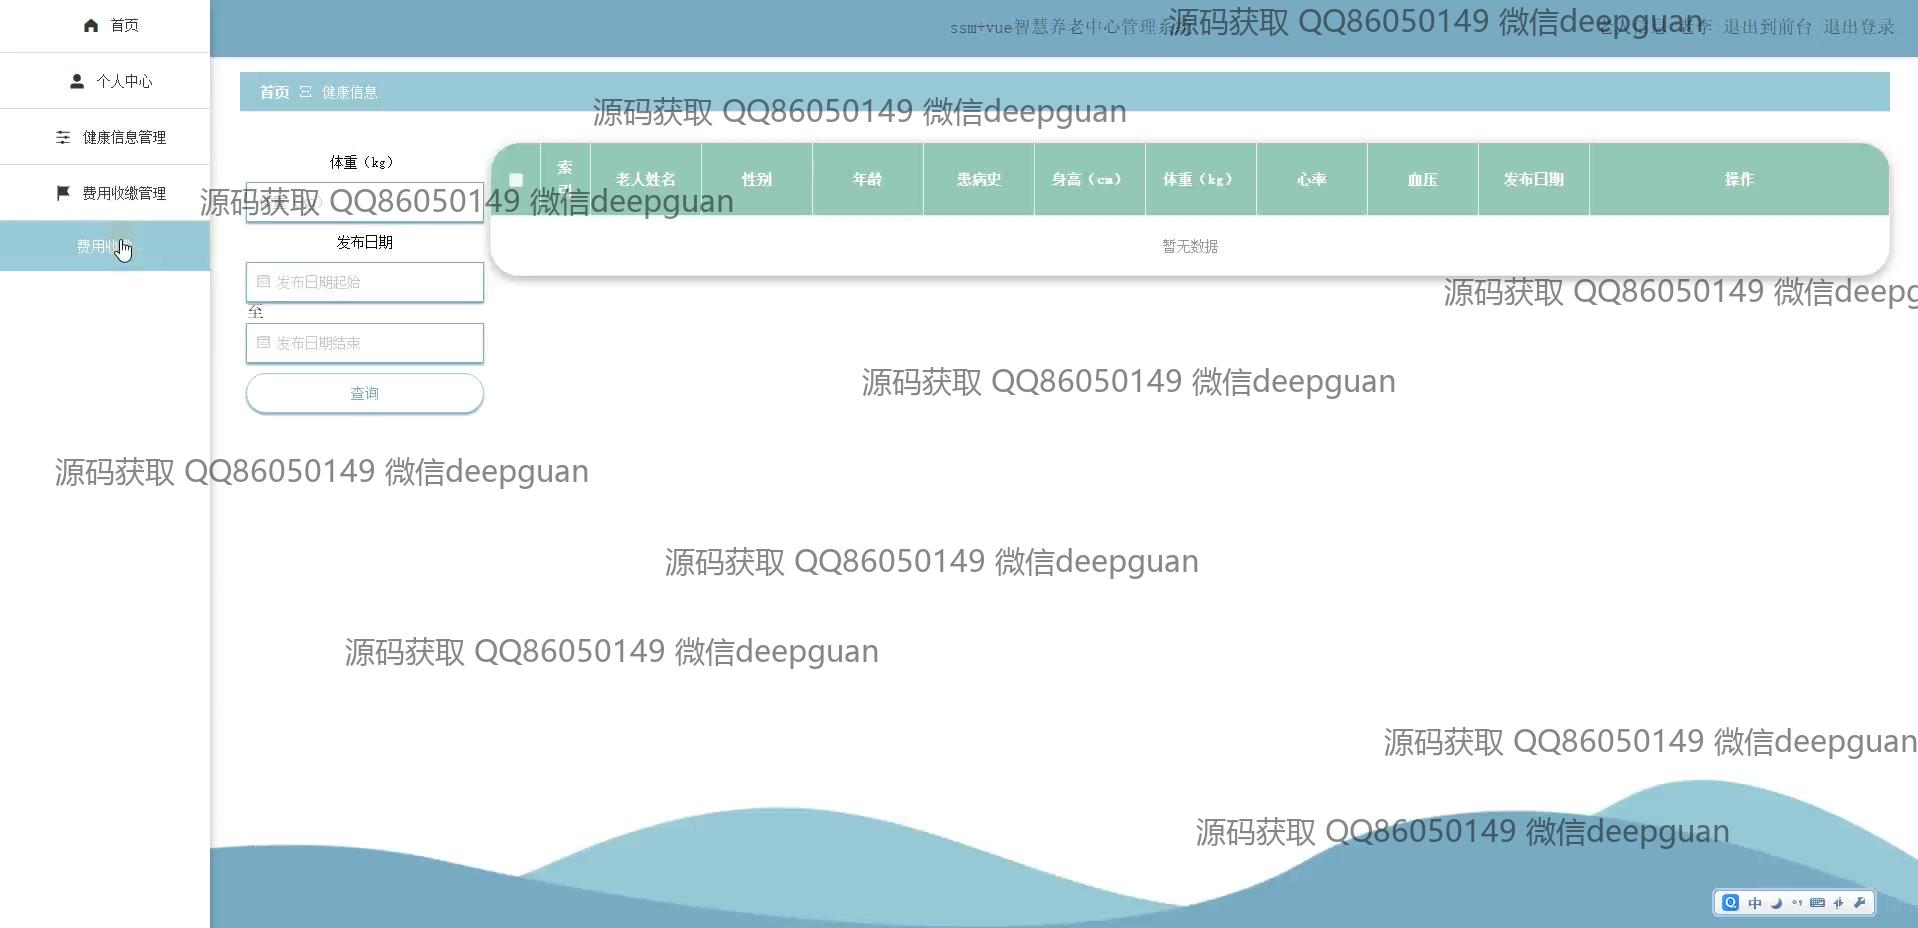 首页
个人中心
健康信息管理
费用收缴管理
费用收
ssm+vue智慧养老中心管理系统
老李 退出到前台 退出登录
源码获取 QQ86050149 微信deepguan
首页 健康信息
源码获取 QQ86050149 微信deepguan
体重（kg）
源码获取 QQ86050149 微信deepguan
发布日期
发布日期起始
至
发布日期结束
查询
索引 老人姓名 性别 年龄 患病史 身高（cm） 体重（kg） 心率 血压 发布日期 操作
暂无数据
源码获取 QQ86050149 微信deepg
源码获取 QQ86050149 微信deepguan
源码获取 QQ86050149 微信deepguan
源码获取 QQ86050149 微信deepguan
源码获取 QQ86050149 微信deepguan
源码获取 QQ86050149 微信deepguan
源码获取 QQ86050149 微信deepguan
中